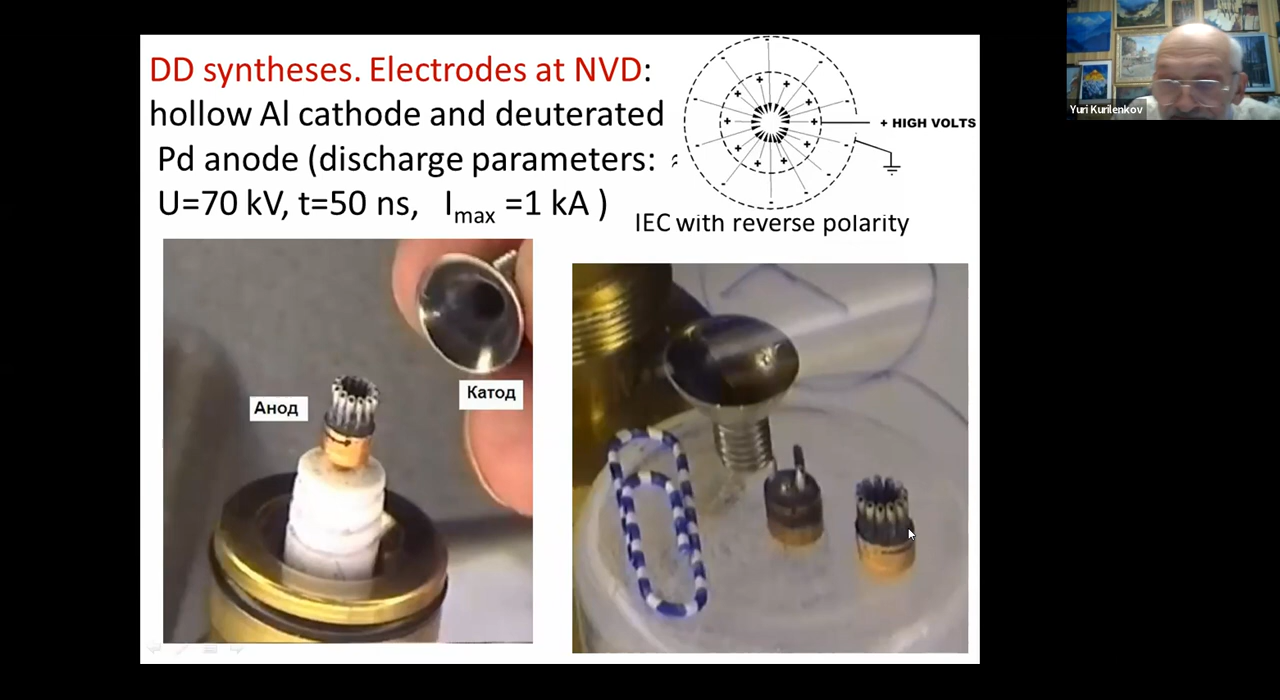 DD syntheses. Electrodes at NVD:
hollow Al cathode and deuterated
Pd anode (discharge parameters:
U=70 kV, t=50 ns, Imax =1 kA )
+ HIGH VOLTS
IEC with reverse polarity
Анод
Катод
Yuri Kurilenkov